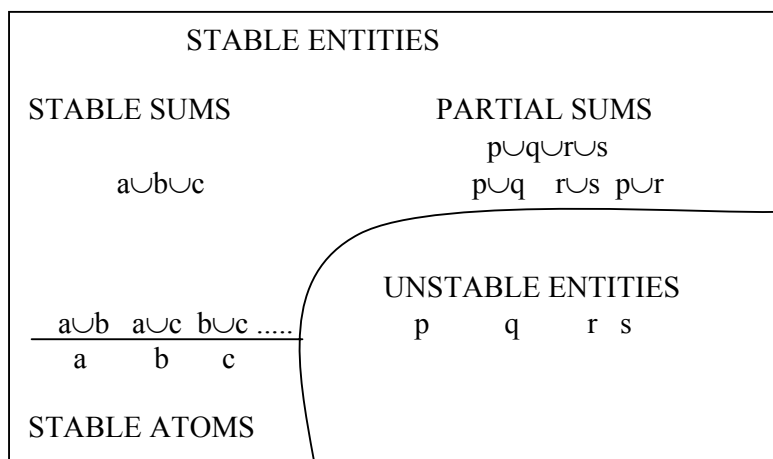 STABLE ENTITIES
STABLE SUMS PARTIAL SUMS
p∪q∪r∪s
a∪b∪c p∪q r∪s p∪r
UNSTABLE ENTITIES
a∪b a∪c b∪c ..... p q r s
a b c
STABLE ATOMS